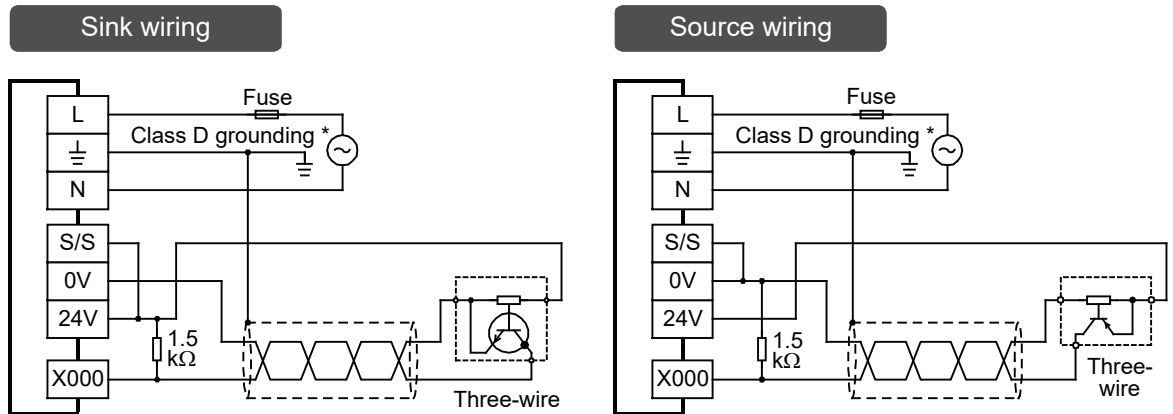 Sink wiring
L
Fuse
Class D grounding *
N
S/S
0V
24V
1.5
kΩ
X000
Three-wire
Source wiring
L
Fuse
Class D grounding *
N
S/S
0V
24V
1.5
kΩ
X000
Three-
wire